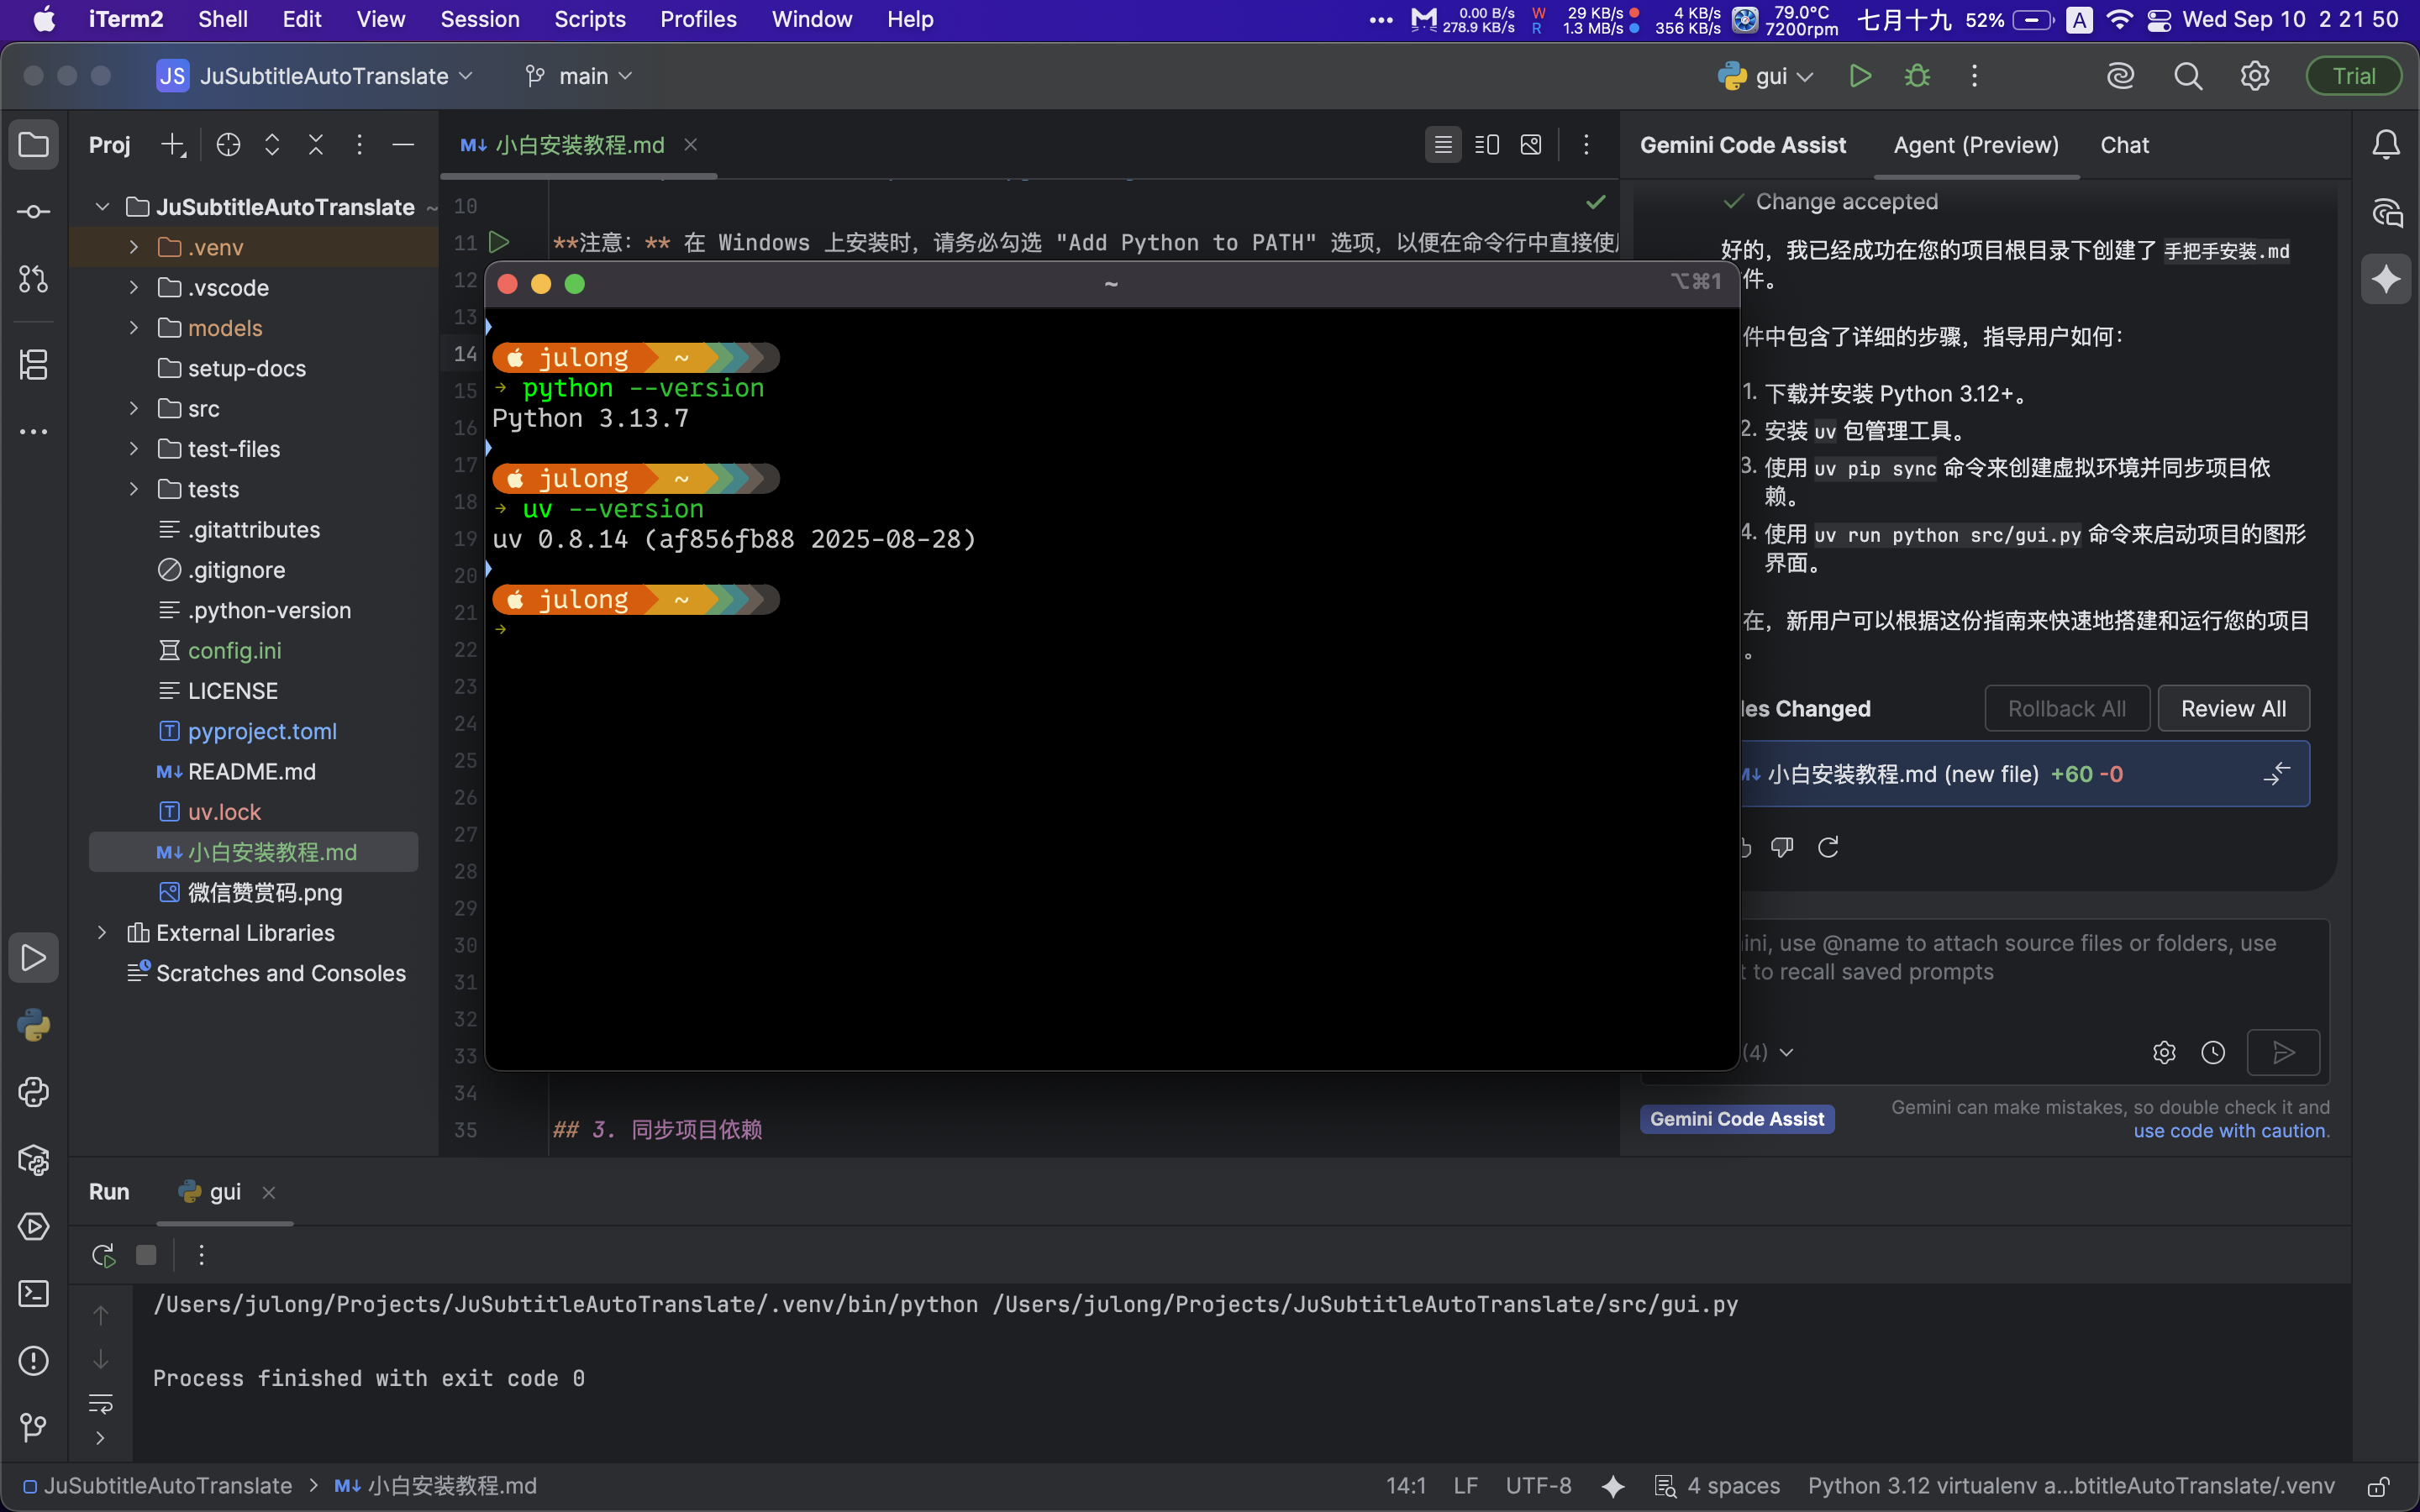 iTerm2 Shell Edit View Session Scripts Profiles Window Help
0.00 B/s
278.9 KB/s
W 29 KB/s
R 1.3 MB/s
4 KB/s
356 KB/s
79.0°C
7200rpm
七月十九 52% A Wed Sep 10 2 21 50
JS JuSubtitleAutoTranslate main gui Trial
Proj
JuSubtitleAutoTranslate ~
.venv
.vscode
models
setup-docs
src
test-files
tests
.gitattributes
.gitignore
.python-version
config.ini
LICENSE
pyproject.toml
README.md
uv.lock
小白安装教程.md
微信赞赏码.png
External Libraries
Scratches and Consoles
小白安装教程.md
10
11 **注意：** 在 Windows 上安装时，请务必勾选 "Add Python to PATH" 选项，以便在命令行中直接使
12
13
14
15
16
17
18
19
20
21
22
23
24
25
26
27
28
29
30
31
32
33
34
35 ## 3. 同步项目依赖
~ ⌥⌘1
julong ~
→ python --version
Python 3.13.7
julong ~
→ uv --version
uv 0.8.14 (af856fb88 2025-08-28)
julong ~
→
Gemini Code Assist Agent (Preview) Chat
Change accepted
好的，我已经成功在您的项目根目录下创建了 手把手安装.md
件。
件中包含了详细的步骤，指导用户如何：
1. 下载并安装 Python 3.12+。
2. 安装 uv 包管理工具。
3. 使用 uv pip sync 命令来创建虚拟环境并同步项目依
赖。
4. 使用 uv run python src/gui.py 命令来启动项目的图形
界面。
在，新用户可以根据这份指南来快速地搭建和运行您的项目
。
les Changed Rollback All Review All
小白安装教程.md (new file) +60 -0
ini, use @name to attach source files or folders, use
t to recall saved prompts
(4)
Gemini Code Assist
Gemini can make mistakes, so double check it and
use code with caution.
Run gui
/Users/julong/Projects/JuSubtitleAutoTranslate/.venv/bin/python /Users/julong/Projects/JuSubtitleAutoTranslate/src/gui.py
Process finished with exit code 0
JuSubtitleAutoTranslate > 小白安装教程.md 14:1 LF UTF-8 4 spaces Python 3.12 virtualenv a...btitleAutoTranslate/.venv